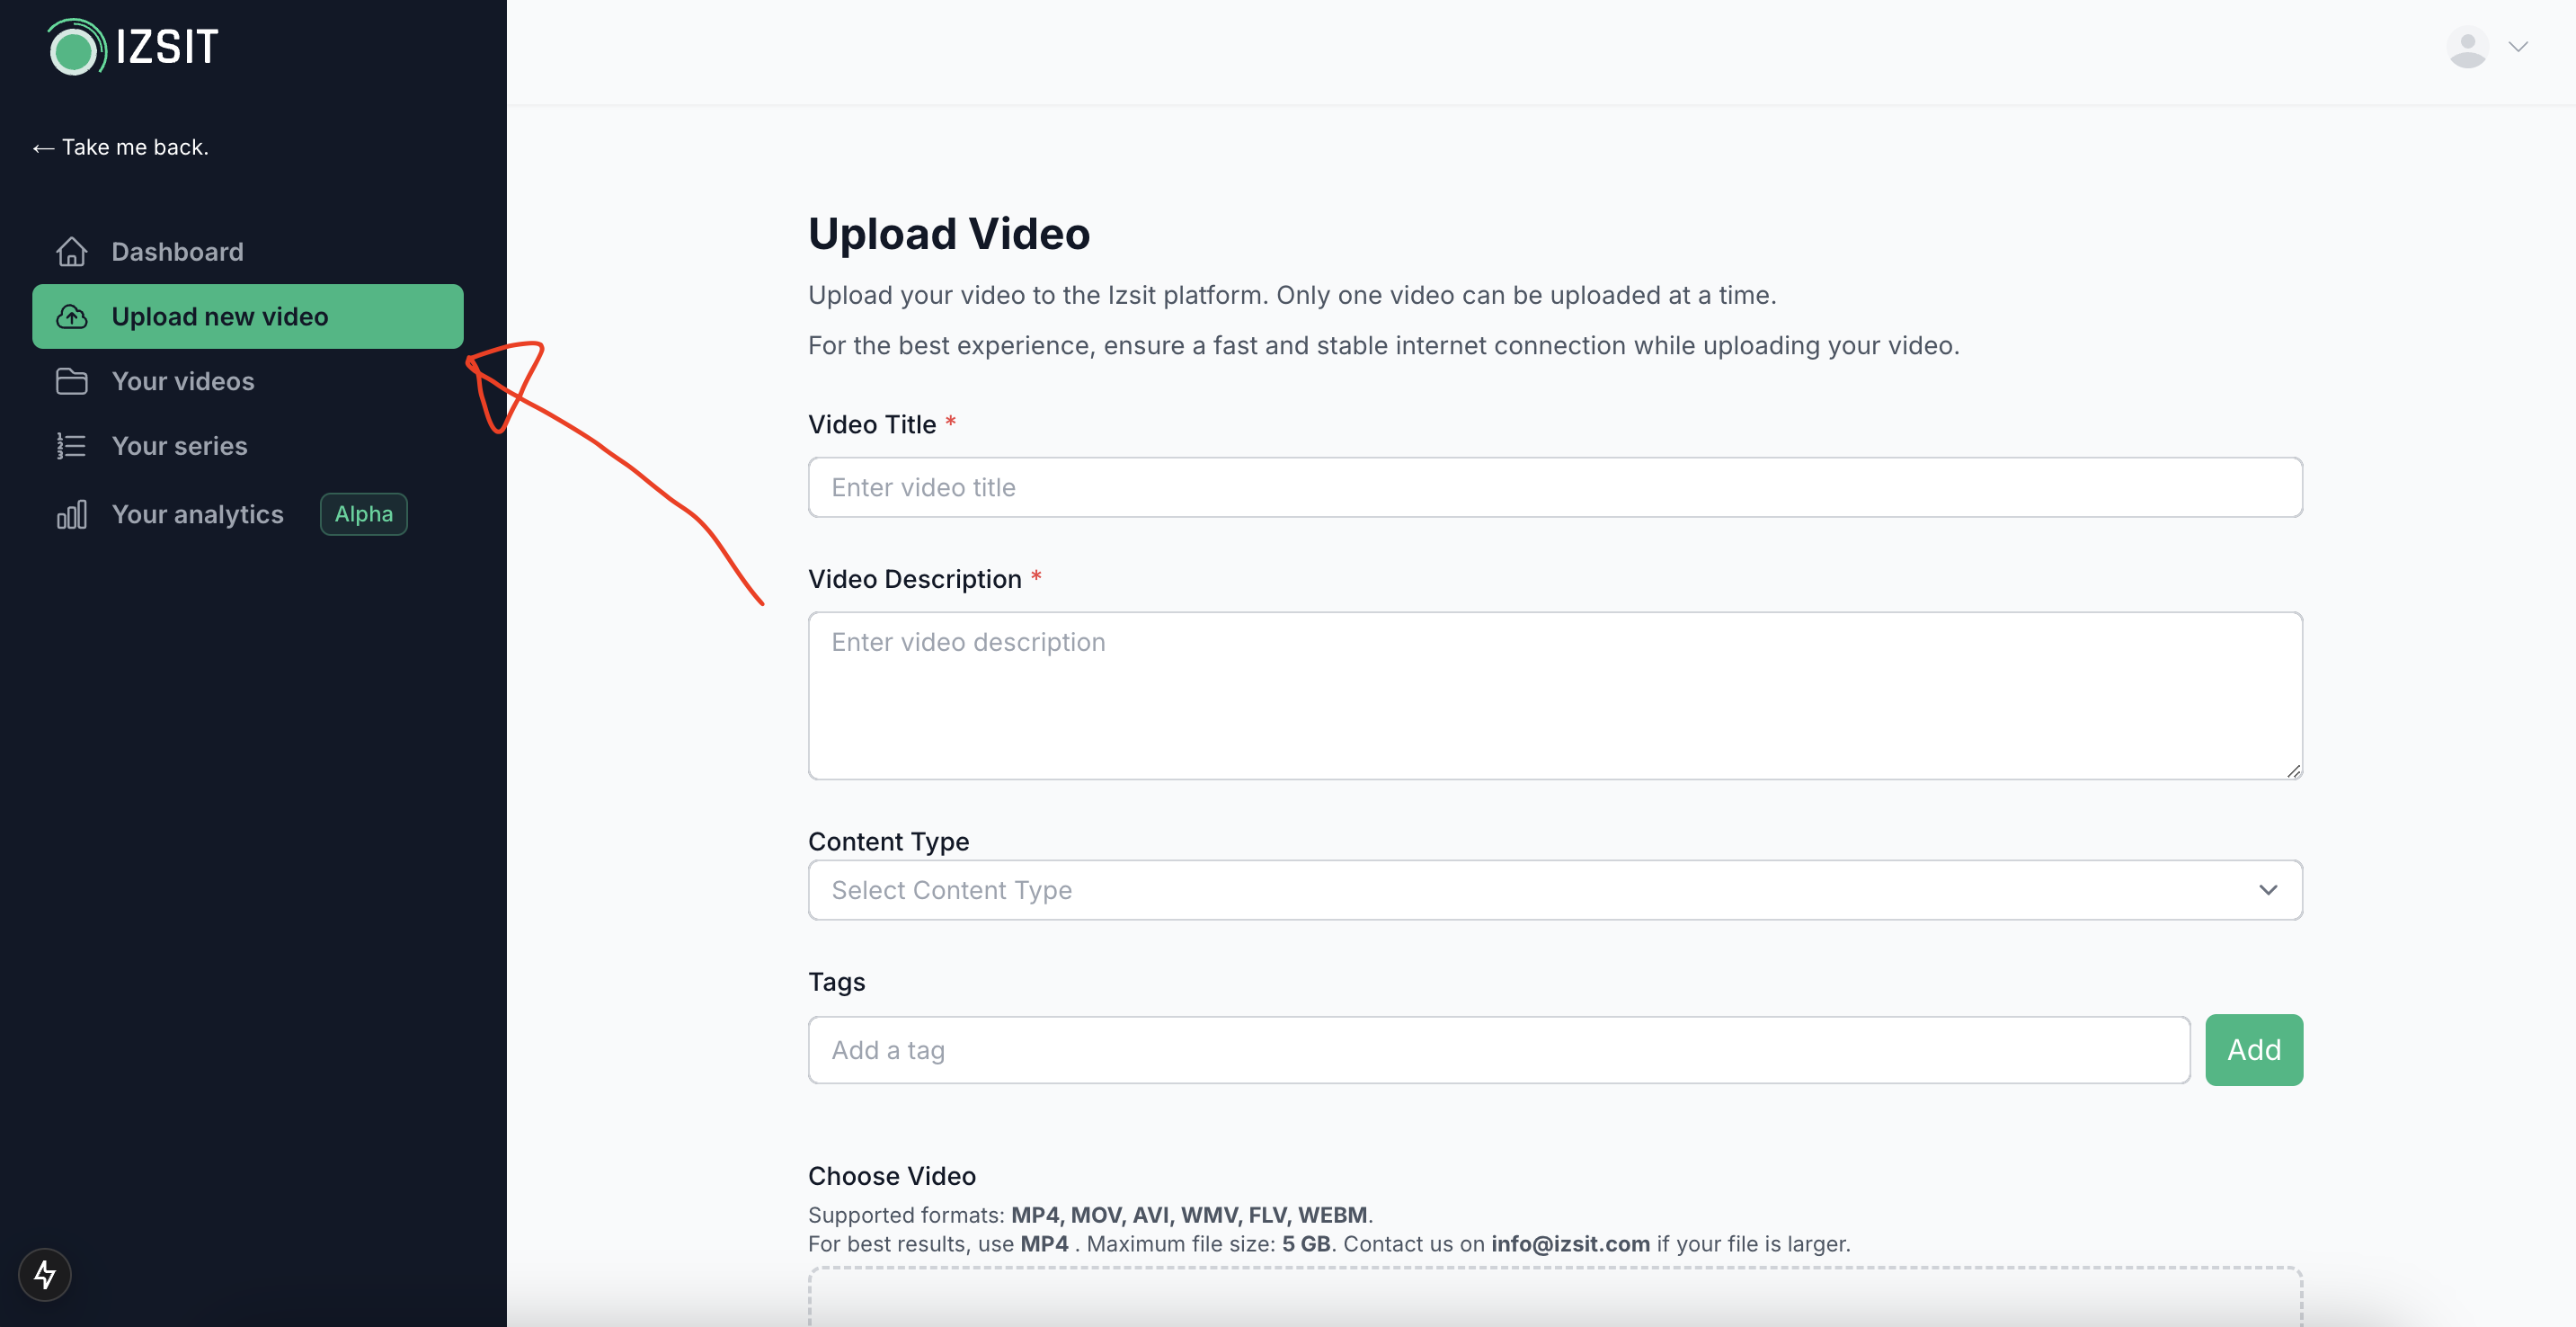 IZSIT
← Take me back.
Dashboard
Upload new video
Your videos
Your series
Your analytics Alpha
Upload Video
Upload your video to the Izsit platform. Only one video can be uploaded at a time.
For the best experience, ensure a fast and stable internet connection while uploading your video.
Video Title *
Enter video title
Video Description *
Enter video description
Content Type
Select Content Type
Tags
Add a tag
Add
Choose Video
Supported formats: MP4, MOV, AVI, WMV, FLV, WEBM.
For best results, use MP4 . Maximum file size: 5 GB. Contact us on info@izsit.com if your file is larger.